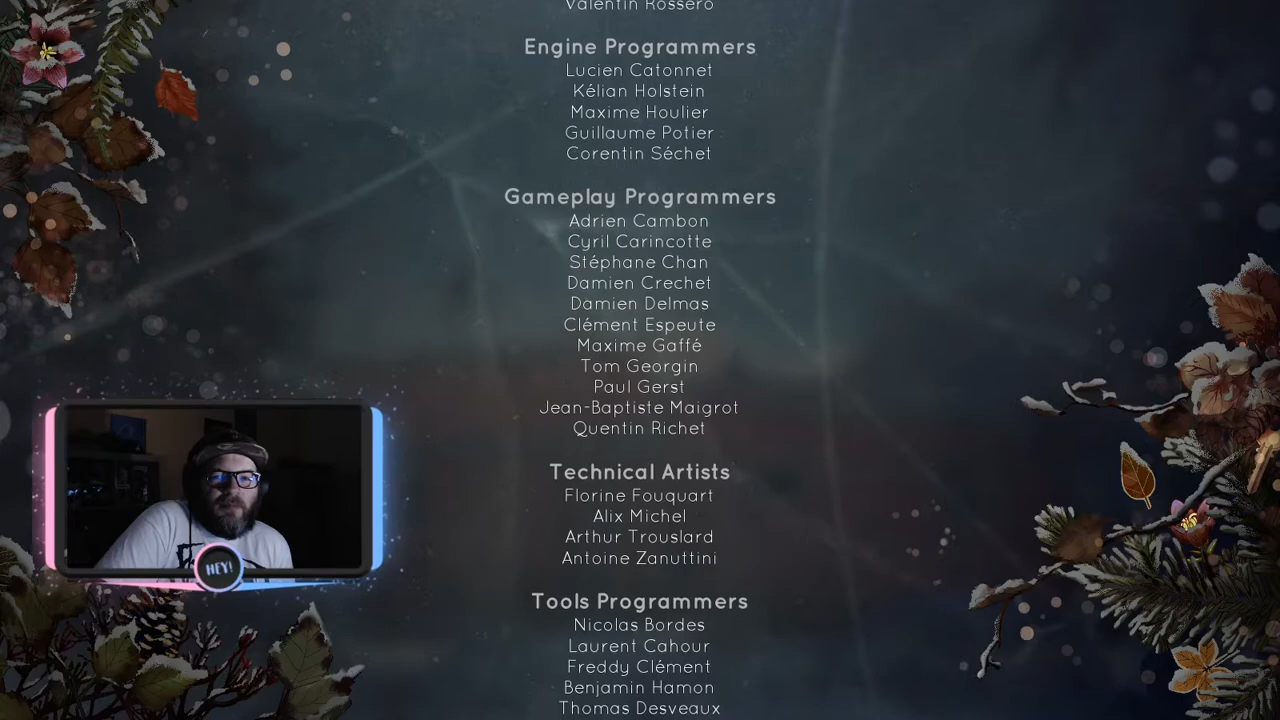 Valentin Rossero
Engine Programmers
Lucien Catonnet
Kélian Holstein
Maxime Houlier
Guillaume Potier
Corentin Séchet
Gameplay Programmers
Adrien Cambon
Cyril Carincotte
Stéphane Chan
Damien Crechet
Damien Delmas
Clément Espeute
Maxime Gaffé
Tom Georgin
Paul Gerst
Jean-Baptiste Maigrot
Quentin Richet
Technical Artists
Florine Fouquart
Alix Michel
Arthur Trouslard
Antoine Zanuttini
Tools Programmers
Nicolas Bordes
Laurent Cahour
Freddy Clément
Benjamin Hamon
Thomas Desveaux
HEY!